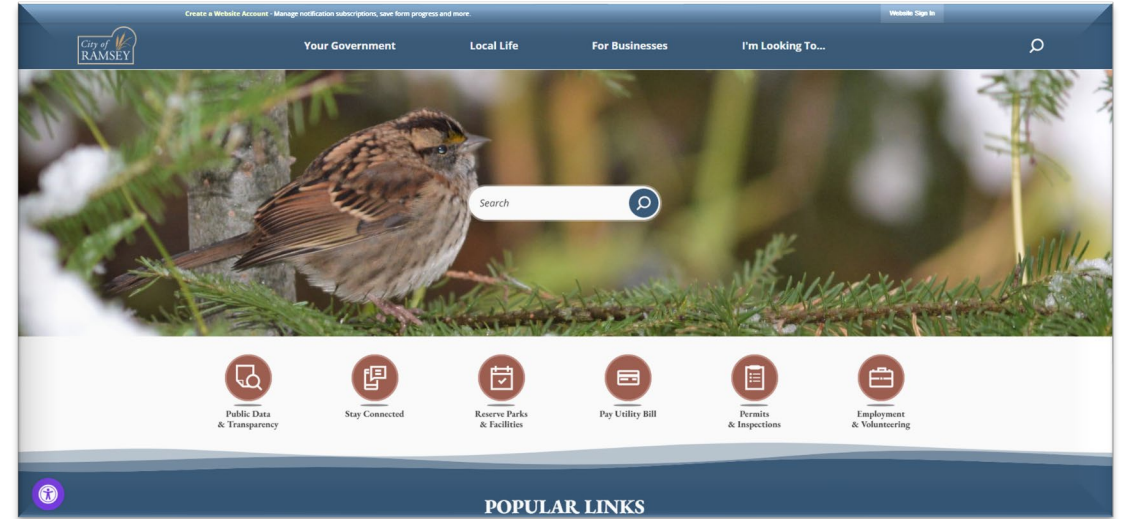 Create a Website Account - Manage notification subscriptions, save form progress and more.
Website Sign In
City of
RAMSEY
Your Government
Local Life
For Businesses
I'm Looking To...
Search
Public Data
& Transparency
Stay Connected
Reserve Parks
& Facilities
Pay Utility Bill
Permits
& Inspections
Employment
& Volunteering
POPULAR LINKS